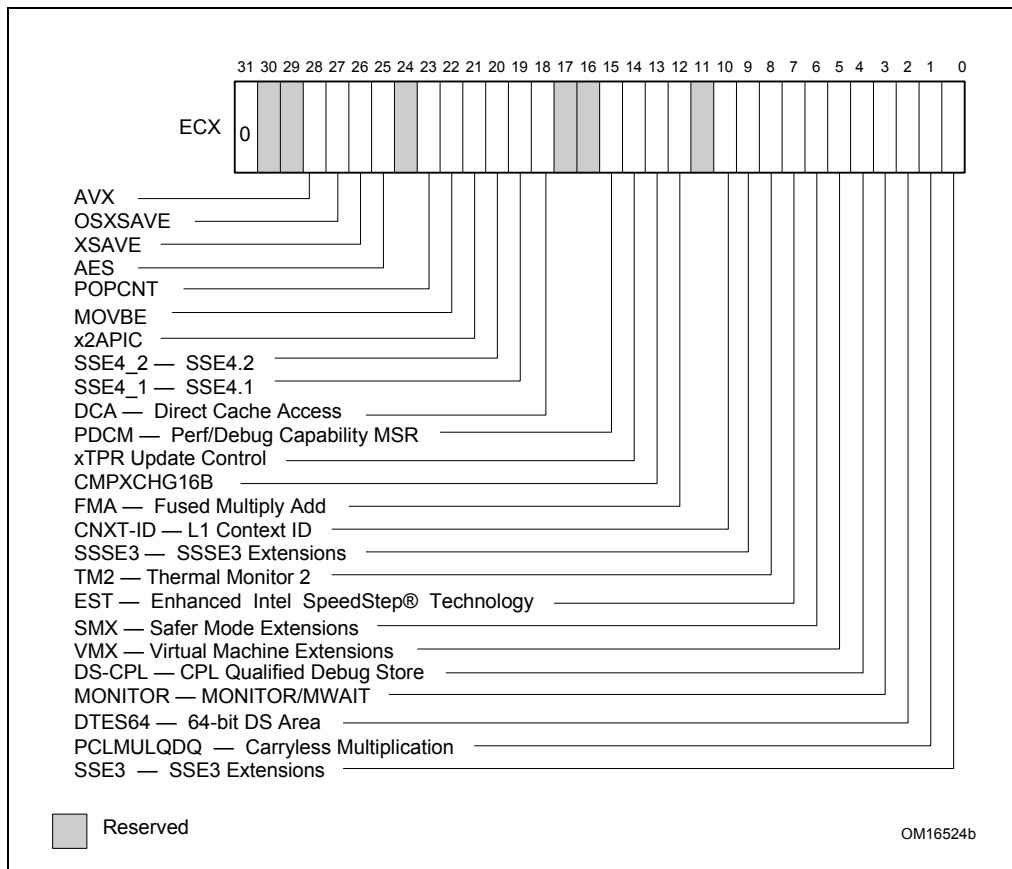 31 30 29 28 27 26 25 24 23 22 21 20 19 18 17 16 15 14 13 12 11 10 9 8 7 6 5 4 3 2 1 0
ECX
0
AVX
OSXSAVE
XSAVE
AES
POPCNT
MOVBE
x2APIC
SSE4_2 — SSE4.2
SSE4_1 — SSE4.1
DCA — Direct Cache Access
PDCM — Perf/Debug Capability MSR
xTPR Update Control
CMPXCHG16B
FMA — Fused Multiply Add
CNXT-ID — L1 Context ID
SSSE3 — SSSE3 Extensions
TM2 — Thermal Monitor 2
EST — Enhanced Intel SpeedStep® Technology
SMX — Safer Mode Extensions
VMX — Virtual Machine Extensions
DS-CPL — CPL Qualified Debug Store
MONITOR — MONITOR/MWAIT
DTES64 — 64-bit DS Area
PCLMULQDQ — Carryless Multiplication
SSE3 — SSE3 Extensions
Reserved
OM16524b